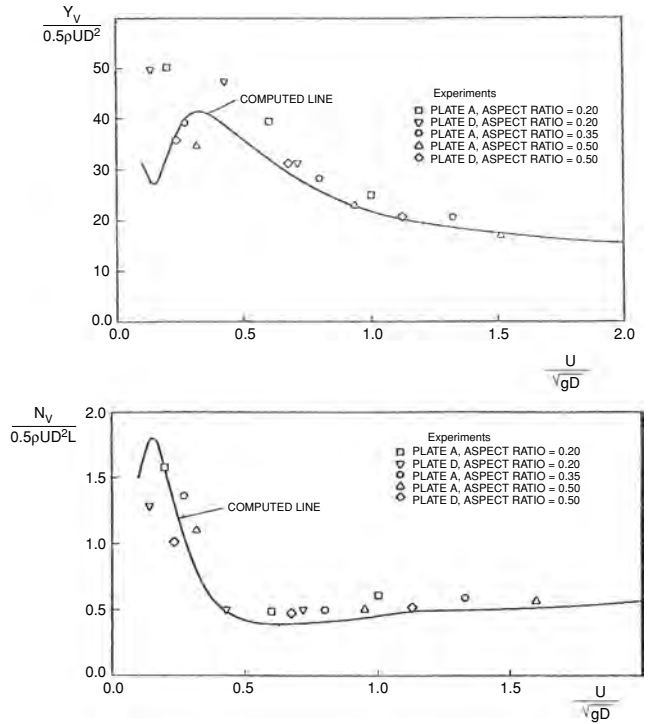 Y_V
0.5ρUD²
50
40
30
20
10
0.0
0.0
0.5
1.0
1.5
2.0
U
√gD
COMPUTED LINE
Experiments
PLATE A, ASPECT RATIO = 0.20
PLATE D, ASPECT RATIO = 0.20
PLATE A, ASPECT RATIO = 0.35
PLATE A, ASPECT RATIO = 0.50
PLATE D, ASPECT RATIO = 0.50
N_V
0.5ρUD²L
2.0
1.5
1.0
0.5
0.0
0.0
0.5
1.0
1.5
U
√gD
COMPUTED LINE
Experiments
PLATE A, ASPECT RATIO = 0.20
PLATE D, ASPECT RATIO = 0.20
PLATE A, ASPECT RATIO = 0.35
PLATE A, ASPECT RATIO = 0.50
PLATE D, ASPECT RATIO = 0.50